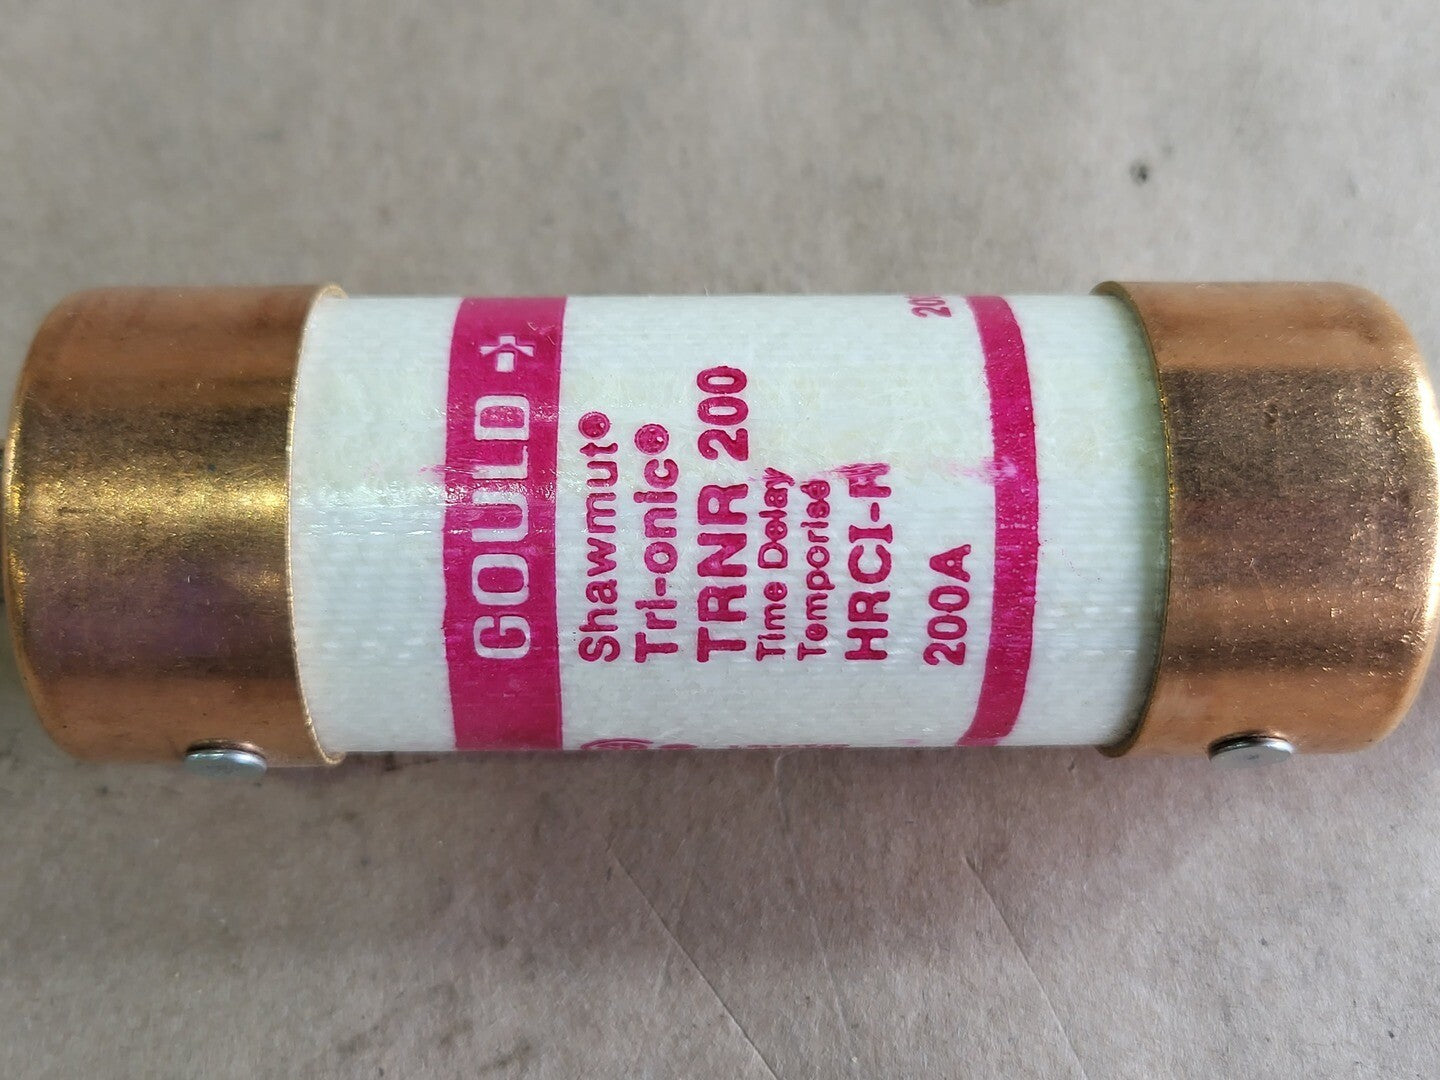 GOULD
Shawmut®
Tri-onic®
TRNR 200
Time Delay
Temporisé
HRCI-R
200A